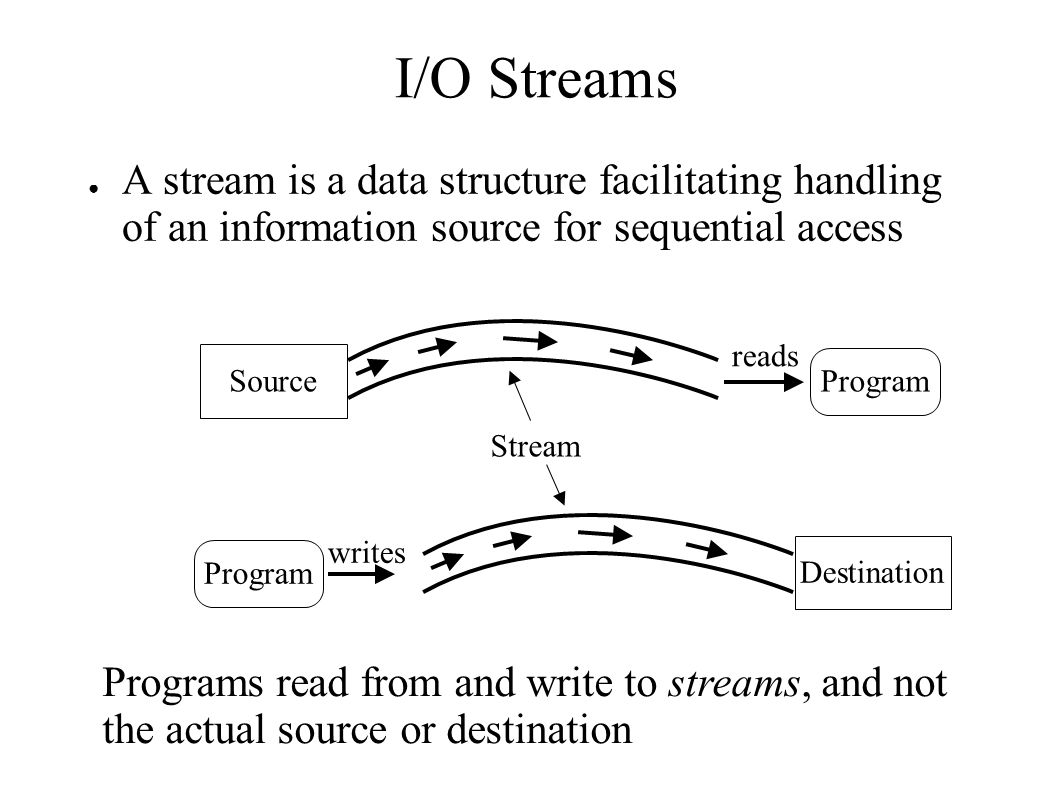 I/O Streams
● A stream is a data structure facilitating handling
of an information source for sequential access
reads
Source
Program
Stream
writes
Program
Destination
Programs read from and write to streams, and not
the actual source or destination